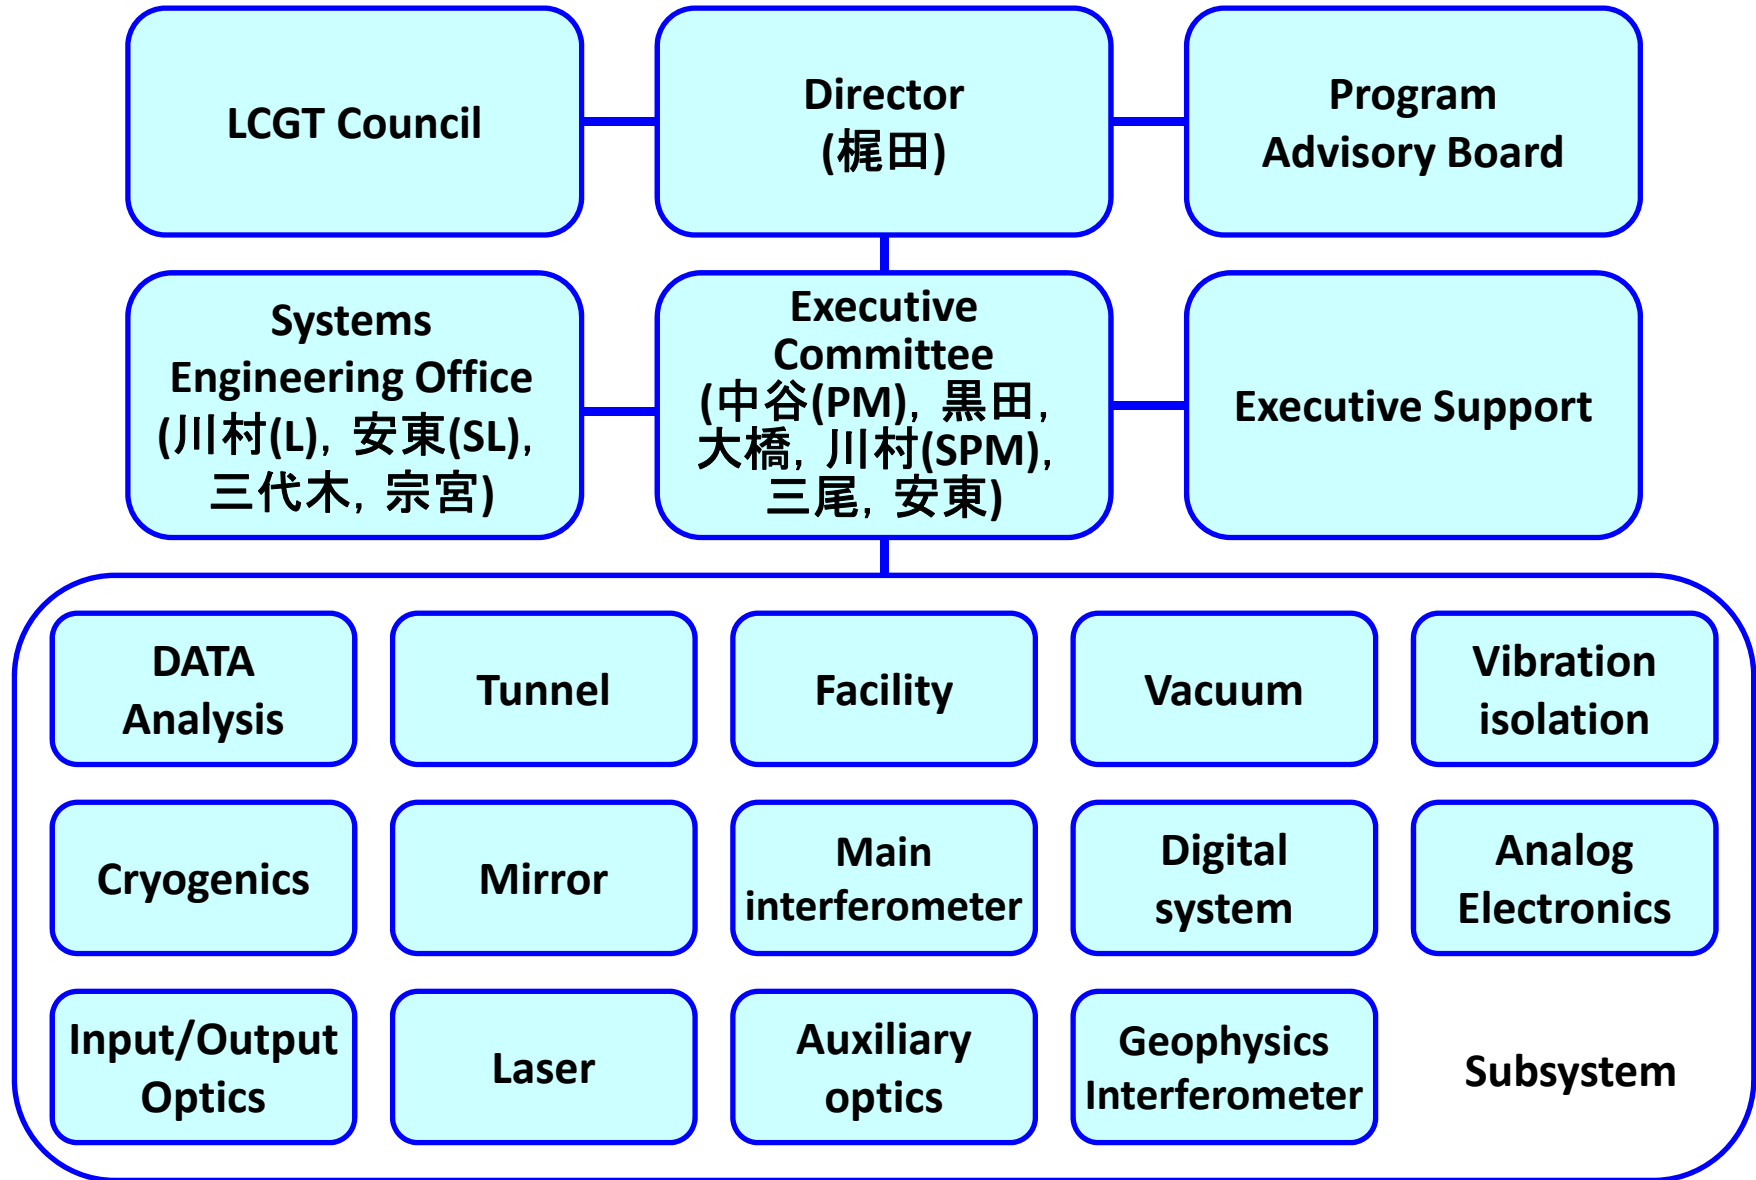 LCGT Council
Director
(梶田)
Program
Advisory Board
Systems
Engineering Office
(川村(L), 安東(SL),
三代木, 宗宮)
Executive
Committee
(中谷(PM), 黒田,
大橋, 川村(SPM),
三尾, 安東)
Executive Support
DATA
Analysis
Tunnel
Facility
Vacuum
Vibration
isolation
Cryogenics
Mirror
Main
interferometer
Digital
system
Analog
Electronics
Input/Output
Optics
Laser
Auxiliary
optics
Geophysics
Interferometer
Subsystem